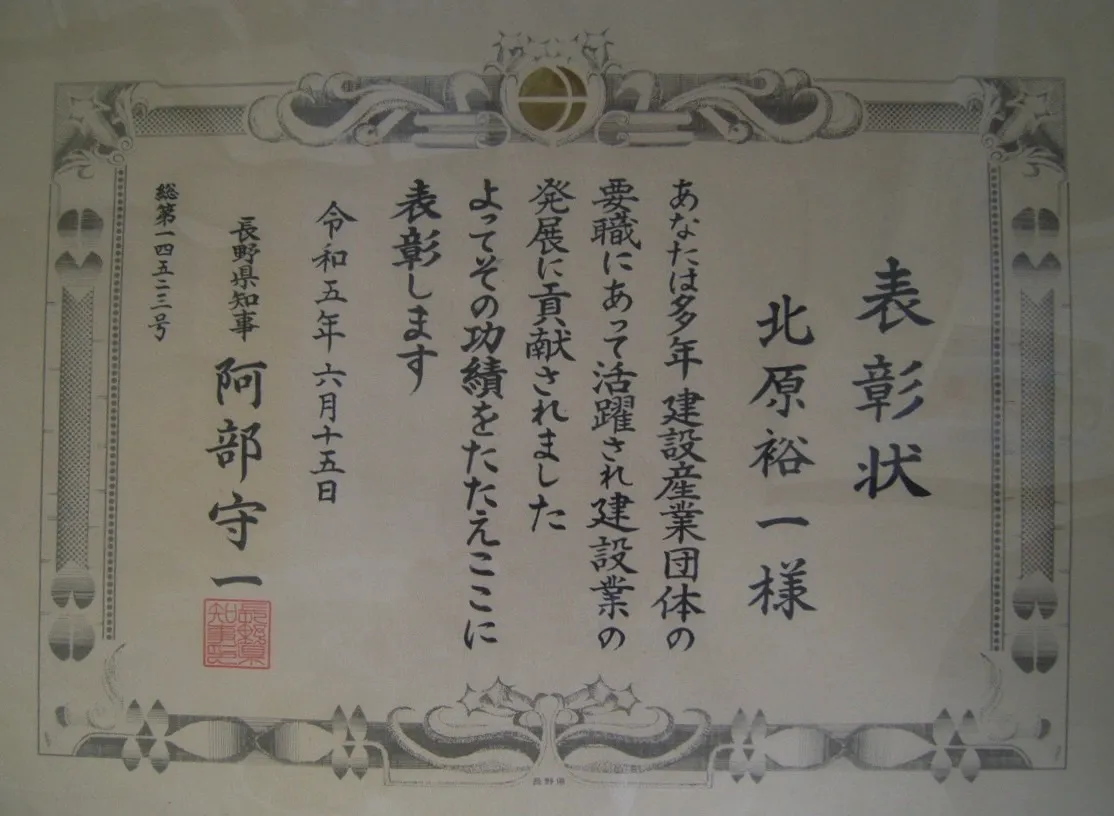 表彰状
北原裕一様
あなたは多年建設産業団体の
要職にあって活躍され建設業の
発展に貢献されました
よってその功績をたたえここに
表彰します
令和五年六月十五日
長野県知事 阿部守一
長野県知事印
総第一四五二三号
長野県